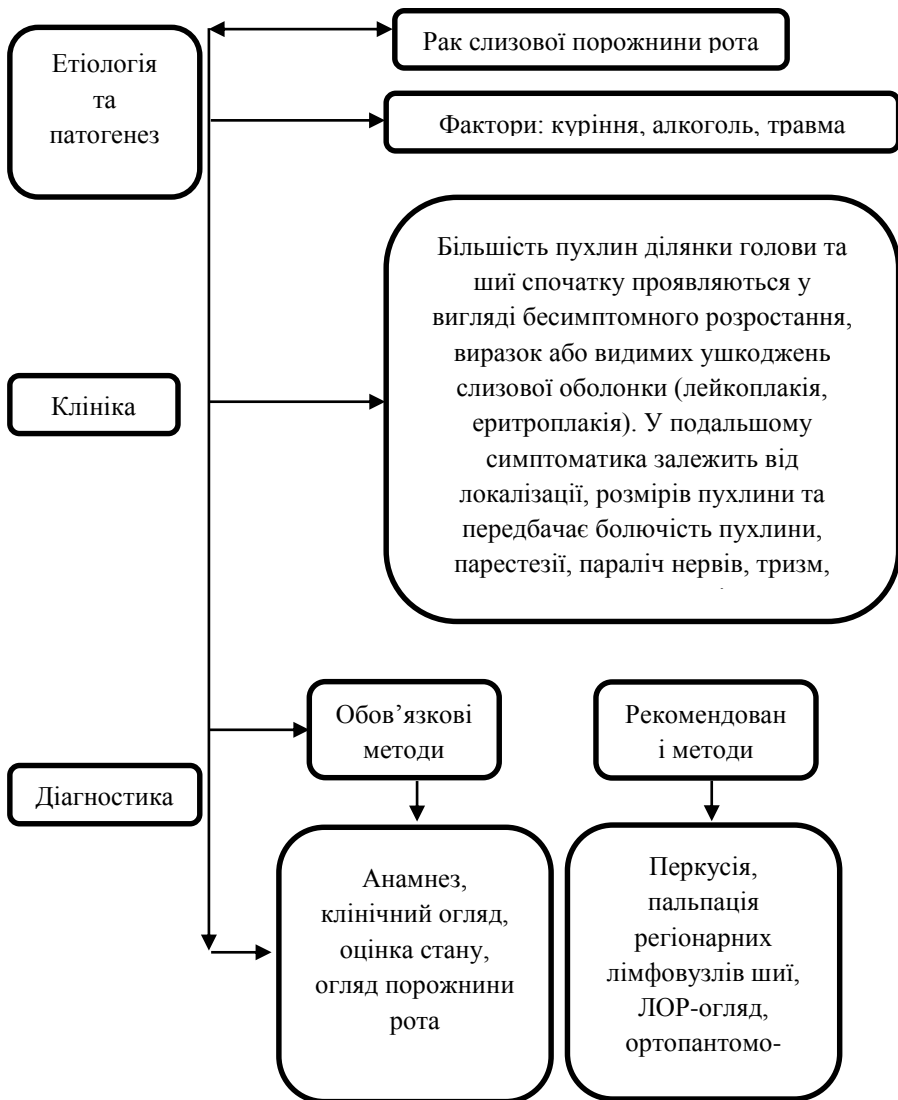 Етіологія
та
патогенез
Рак слизової порожнини рота
Фактори: куріння, алкоголь, травма
Клініка
Більшість пухлин ділянки голови та
шиї спочатку проявляються у
вигляді бесимптомного розростання,
виразок або видимих ушкоджень
слизової оболонки (лейкоплакія,
еритроплакія). У подальшому
симптоматика залежить від
локалізації, розмірів пухлини та
передбачає болючість пухлини,
парестезії, параліч нервів, тризм,
Діагностика
Обов’язкові
методи
Рекомендован
і методи
Анамнез,
клінічний огляд,
оцінка стану,
огляд порожнини
рота
Перкусія,
пальпація
регіонарних
лімфовузлів шиї,
ЛОР-огляд,
ортопантомо-